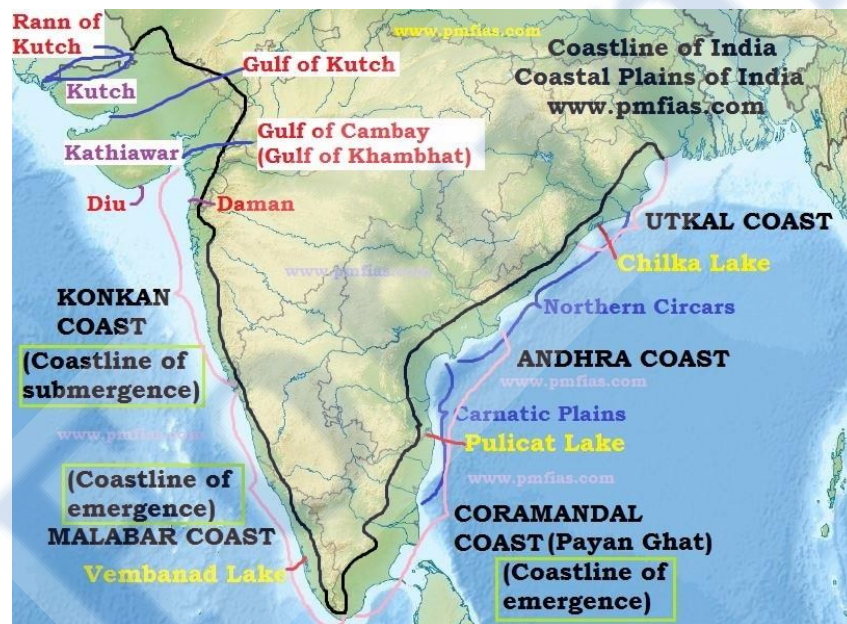 Rann of
Kutch
www.pmfias.com
Coastline of India
Coastal Plains of India
www.pmfias.com
Gulf of Kutch
Kutch
Gulf of Cambay
(Gulf of Khambhat)
Kathiawar
Diu
Daman
UTKAL COAST
Chilka Lake
www.pmfias.com
KONKAN
COAST
Northern Circars
(Coastline of
submergence)
ANDHRA COAST
www.pmfias.com
Carnatic Plains
www.pmfias.com
Pulicat Lake
www.pmfias.com
(Coastline of
emergence)
MALABAR COAST
CORAMANDAL
COAST (Payan Ghat)
Vembanad Lake
(Coastline of
emergence)